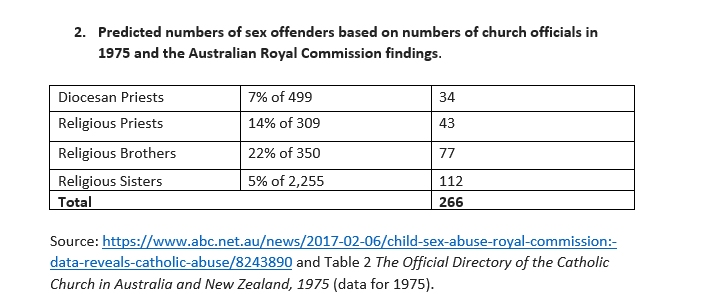 2. Predicted numbers of sex offenders based on numbers of church officials in
1975 and the Australian Royal Commission findings.
Diocesan Priests 7% of 499 34
Religious Priests 14% of 309 43
Religious Brothers 22% of 350 77
Religious Sisters 5% of 2,255 112
Total 266
Source: https://www.abc.net.au/news/2017-02-06/child-sex-abuse-royal-commission:-
data-reveals-catholic-abuse/8243890 and Table 2 The Official Directory of the Catholic
Church in Australia and New Zealand, 1975 (data for 1975).